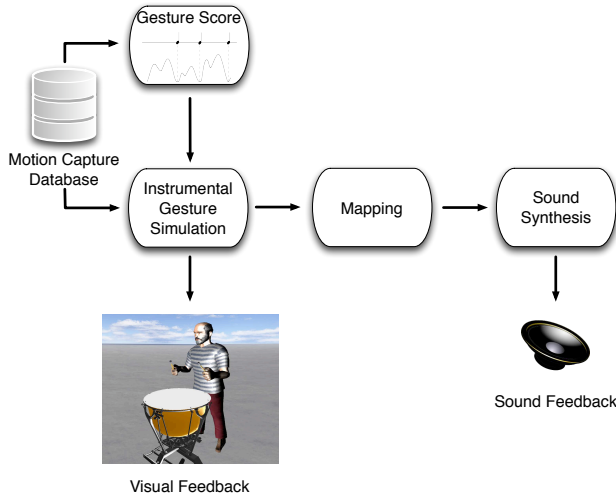 Gesture Score
Motion Capture
Database
Instrumental
Gesture
Simulation
Mapping
Sound
Synthesis
Sound Feedback
Visual Feedback